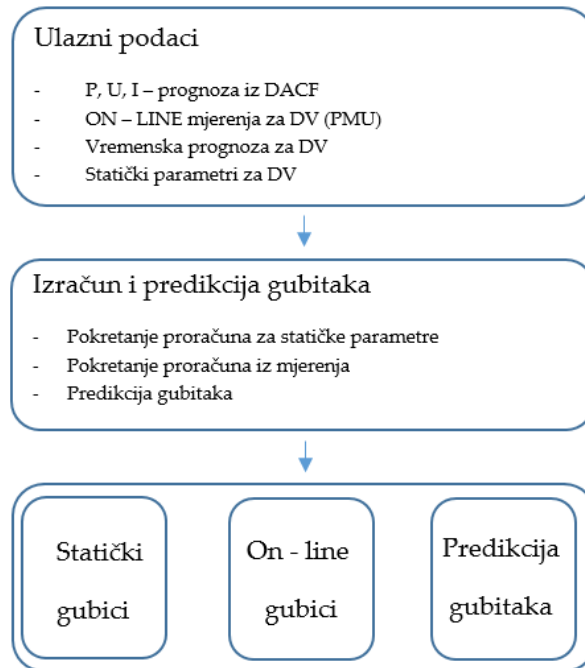 Ulazni podaci
- P, U, I – prognoza iz DACF
- ON – LINE mjerenja za DV (PMU)
- Vremenska prognoza za DV
- Statički parametri za DV
Izračun i predikcija gubitaka
- Pokretanje proračuna za statičke parametre
- Pokretanje proračuna iz mjerenja
- Predikcija gubitaka
Statički
gubici
On - line
gubici
Predikcija
gubitaka